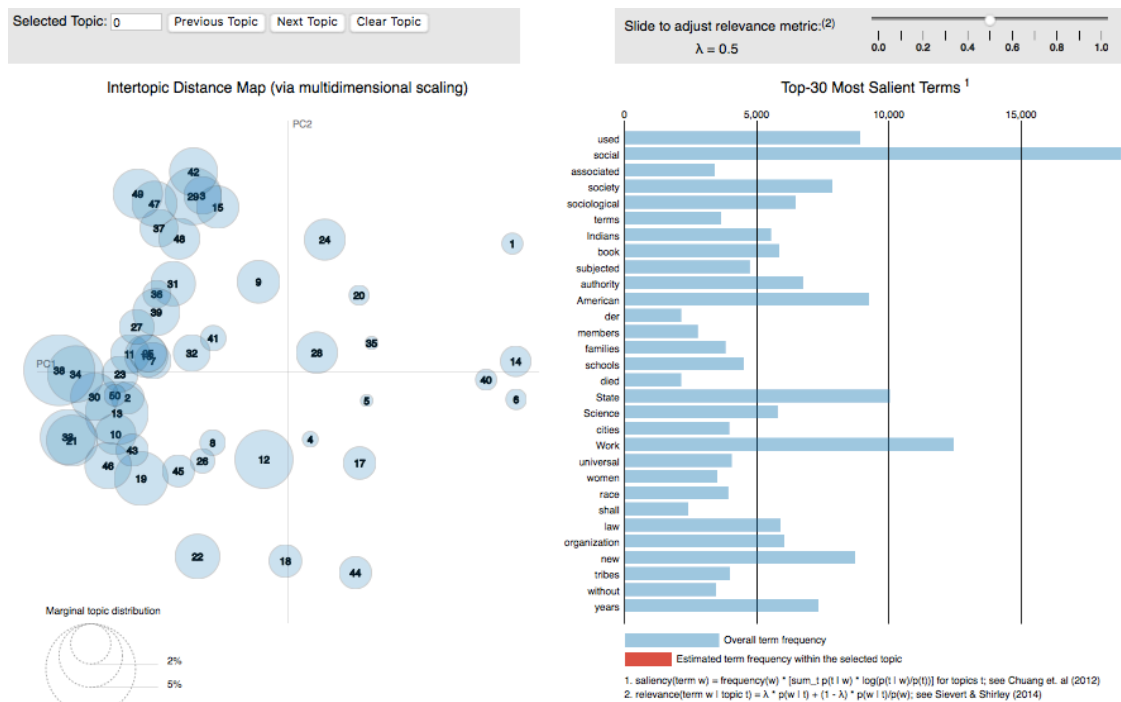 Selected Topic: 0 Previous Topic Next Topic Clear Topic
Slide to adjust relevance metric:(2)
λ = 0.5
0.0 0.2 0.4 0.6 0.8 1.0
Intertopic Distance Map (via multidimensional scaling)
PC2
PC1
42
49
47
29
3
15
37
48
24
1
31
9
36
20
39
27
41
35
11
7
32
28
14
38
34
23
40
30
50
2
5
6
13
33
21
10
8
4
43
12
17
46
26
45
19
22
18
44
Marginal topic distribution
2%
5%
Top-30 Most Salient Terms 1
0 5,000 10,000 15,000
used
social
associated
society
sociological
terms
Indians
book
subjected
authority
American
der
members
families
schools
died
State
Science
cities
Work
universal
women
race
shall
law
organization
new
tribes
without
years
Overall term frequency
Estimated term frequency within the selected topic
1. saliency(term w) = frequency(w) * [sum_t p(t | w) * log(p(t | w)/p(t))] for topics t; see Chuang et. al (2012)
2. relevance(term w | topic t) = λ * p(w | t) + (1 - λ) * p(w | t)/p(w); see Sievert & Shirley (2014)